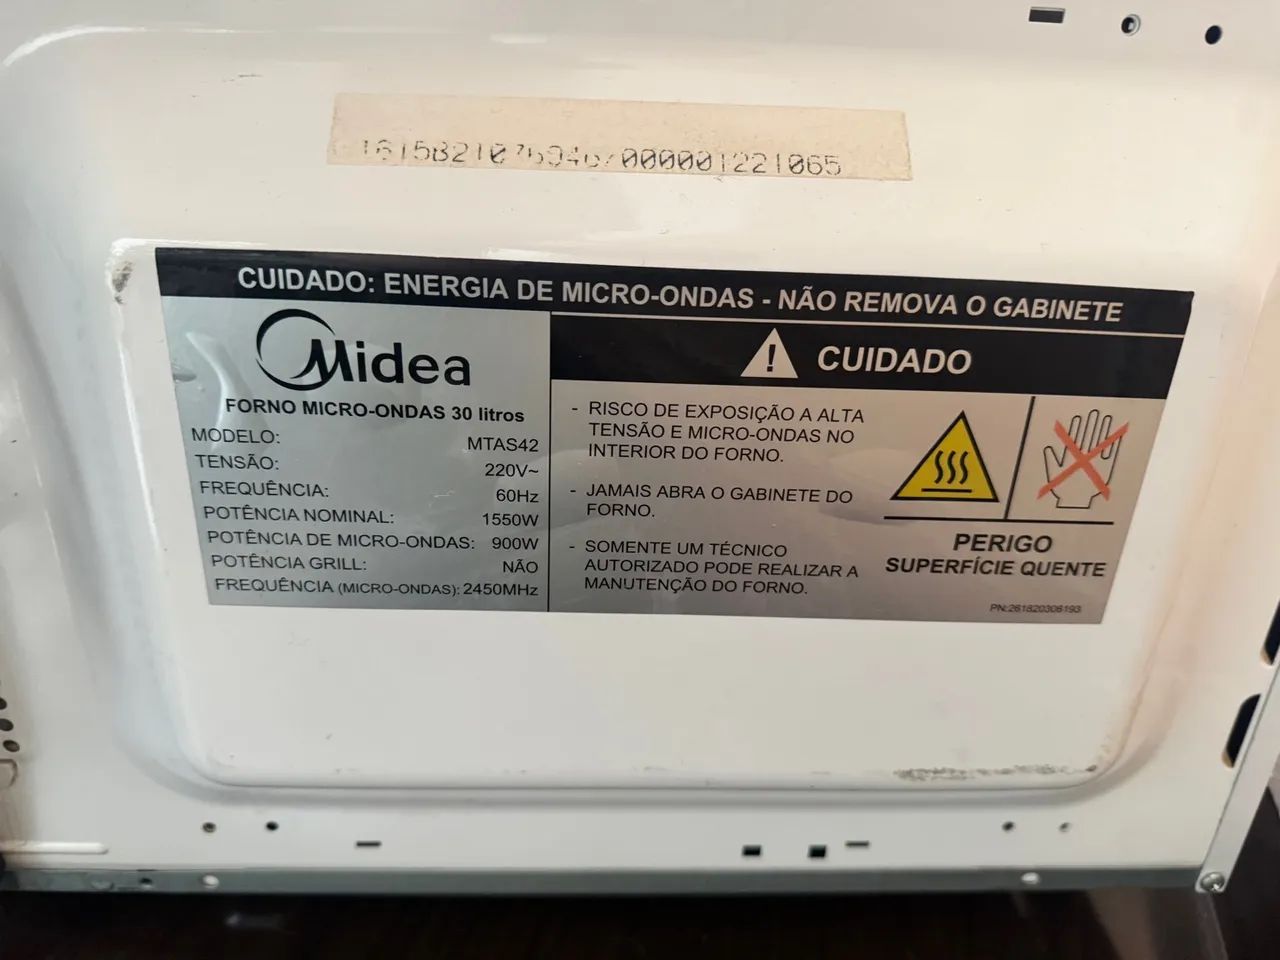 000001221065
CUIDADO: ENERGIA DE MICRO-ONDAS - NÃO REMOVA O GABINETE
Midea
FORNO MICRO-ONDAS 30 litros
MODELO: MTAS42
TENSÃO: 220V~
FREQUÊNCIA: 60Hz
POTÊNCIA NOMINAL: 1550W
POTÊNCIA DE MICRO-ONDAS: 900W
POTÊNCIA GRILL: NÃO
FREQUÊNCIA (MICRO-ONDAS): 2450MHz
! CUIDADO
- RISCO DE EXPOSIÇÃO A ALTA
TENSÃO E MICRO-ONDAS NO
INTERIOR DO FORNO.
- JAMAIS ABRA O GABINETE DO
FORNO.
- SOMENTE UM TÉCNICO
AUTORIZADO PODE REALIZAR A
MANUTENÇÃO DO FORNO.
PERIGO
SUPERFÍCIE QUENTE
PN:261820306193